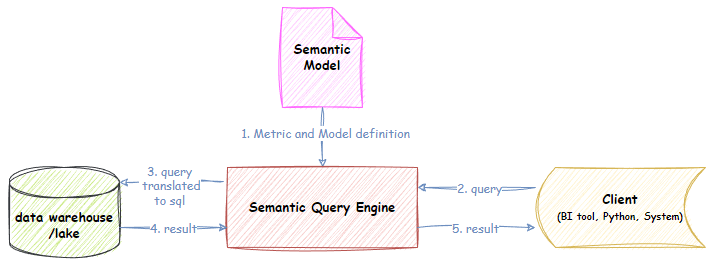 Semantic
Model
1. Metric and Model definition
3. query
translated
to sql
2. query
data warehouse
/lake
Semantic Query Engine
Client
(BI tool, Python, System)
4. result
5. result